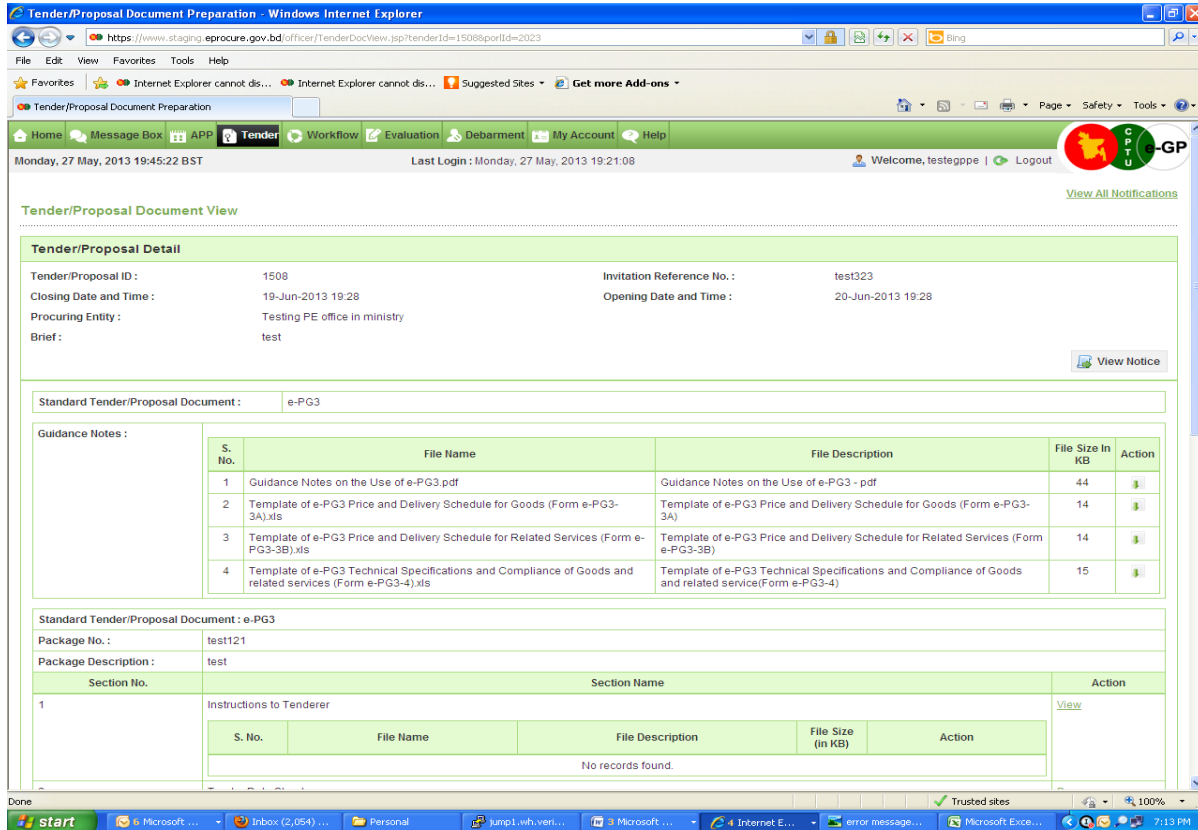 Tender/Proposal Document Preparation - Windows Internet Explorer
https://www.staging.eprocure.gov.bd/officer/TenderDocView.jsp?tenderId=1508&porlId=2023
Bing
File Edit View Favorites Tools Help
Favorites Internet Explorer cannot dis... Internet Explorer cannot dis... Suggested Sites Get more Add-ons
Tender/Proposal Document Preparation
Page Safety Tools
Home Message Box APP Tender Workflow Evaluation Debarment My Account Help
CPTU e-GP
Monday, 27 May, 2013 19:45:22 BST Last Login : Monday, 27 May, 2013 19:21:08 Welcome, testegppe | Logout
View All Notifications
Tender/Proposal Document View
Tender/Proposal Detail
Tender/Proposal ID : 1508 Invitation Reference No. : test323
Closing Date and Time : 19-Jun-2013 19:28 Opening Date and Time : 20-Jun-2013 19:28
Procuring Entity : Testing PE office in ministry
Brief : test
View Notice
Standard Tender/Proposal Document : e-PG3
Guidance Notes :
S. No. File Name File Description File Size In KB Action
1 Guidance Notes on the Use of e-PG3.pdf Guidance Notes on the Use of e-PG3 - pdf 44
2 Template of e-PG3 Price and Delivery Schedule for Goods (Form e-PG3-3A).xls Template of e-PG3 Price and Delivery Schedule for Goods (Form e-PG3-3A) 14
3 Template of e-PG3 Price and Delivery Schedule for Related Services (Form e-PG3-3B).xls Template of e-PG3 Price and Delivery Schedule for Related Services (Form e-PG3-3B) 14
4 Template of e-PG3 Technical Specifications and Compliance of Goods and related services (Form e-PG3-4).xls Template of e-PG3 Technical Specifications and Compliance of Goods and related service(Form e-PG3-4) 15
Standard Tender/Proposal Document : e-PG3
Package No. : test121
Package Description : test
Section No. Section Name Action
1 Instructions to Tenderer View
S. No. File Name File Description File Size (in KB) Action
No records found.
Done Trusted sites 100%
start 6 Microsoft ... Inbox (2,054) ... Personal jump1.wh.veri... 3 Microsoft ... 4 Internet E... error message... Microsoft Exce... 7:13 PM